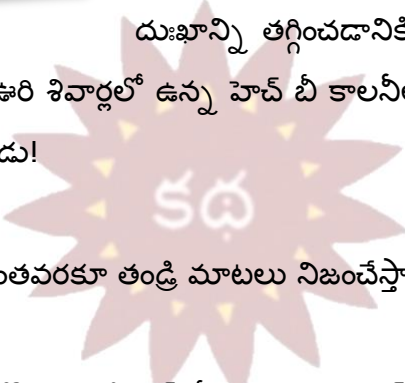 దుఃఖాన్ని తగ్గించడానికి
ఊరి శివార్లలో ఉన్న హెచ్ బీ కాలనీల
డు!
కథ
ంతవరకూ తండ్రి మాటలు నిజంచేస్తా